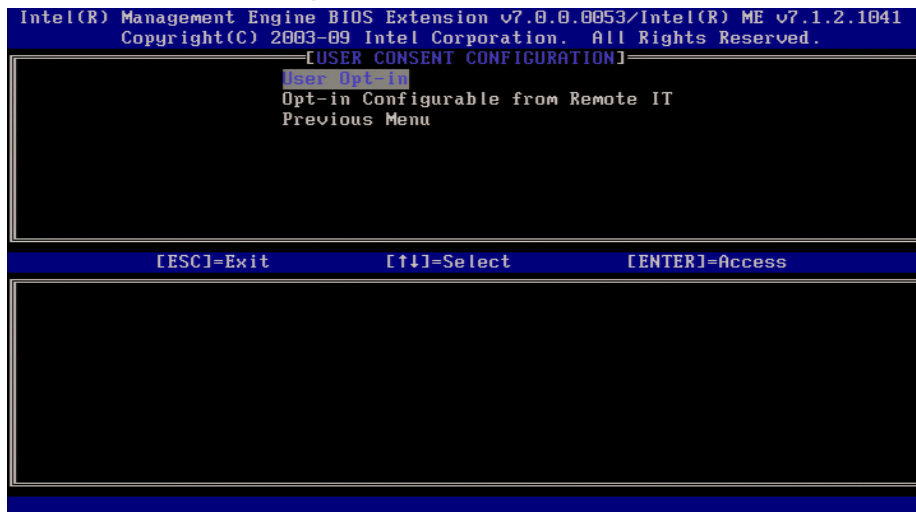 Intel(R) Management Engine BIOS Extension v7.0.0.0053/Intel(R) ME v7.1.2.1041
Copyright(C) 2003-09 Intel Corporation. All Rights Reserved.
[USER CONSENT CONFIGURATION]
User Opt-in
Opt-in Configurable from Remote IT
Previous Menu
[ESC]=Exit [↑↓]=Select [ENTER]=Access